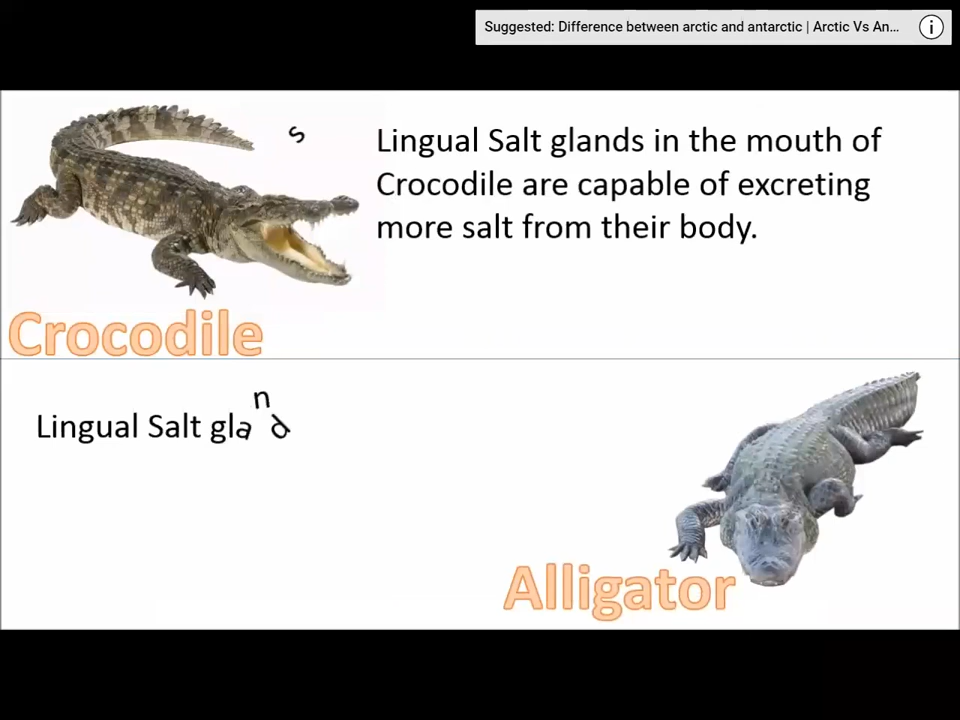 Suggested: Difference between arctic and antarctic | Arctic Vs An...
Lingual Salt glands in the mouth of
Crocodile are capable of excreting
more salt from their body.
Crocodile
Lingual Salt glands
Alligator